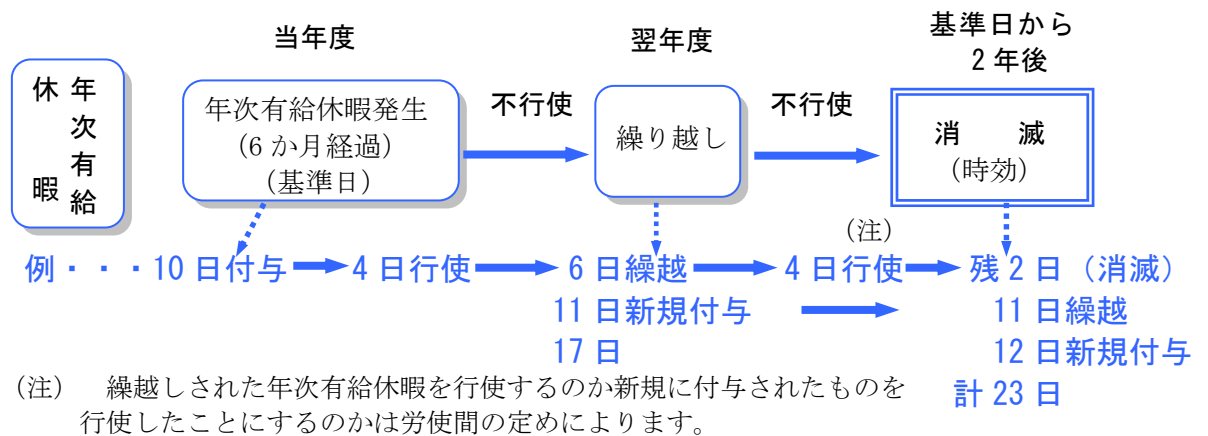 当年度
翌年度
基準日から
2年後
年次有給
休暇
年次有給休暇発生
(6か月経過)
(基準日)
不行使
繰り越し
不行使
消　滅
(時効)
(注)
例・・・10日付与
4日行使
6日繰越
4日行使
残2日(消滅)
11日新規付与
11日繰越
17日
12日新規付与
計23日
(注)　繰越しされた年次有給休暇を行使するのか新規に付与されたものを
行使したことにするのかは労使間の定めによります。